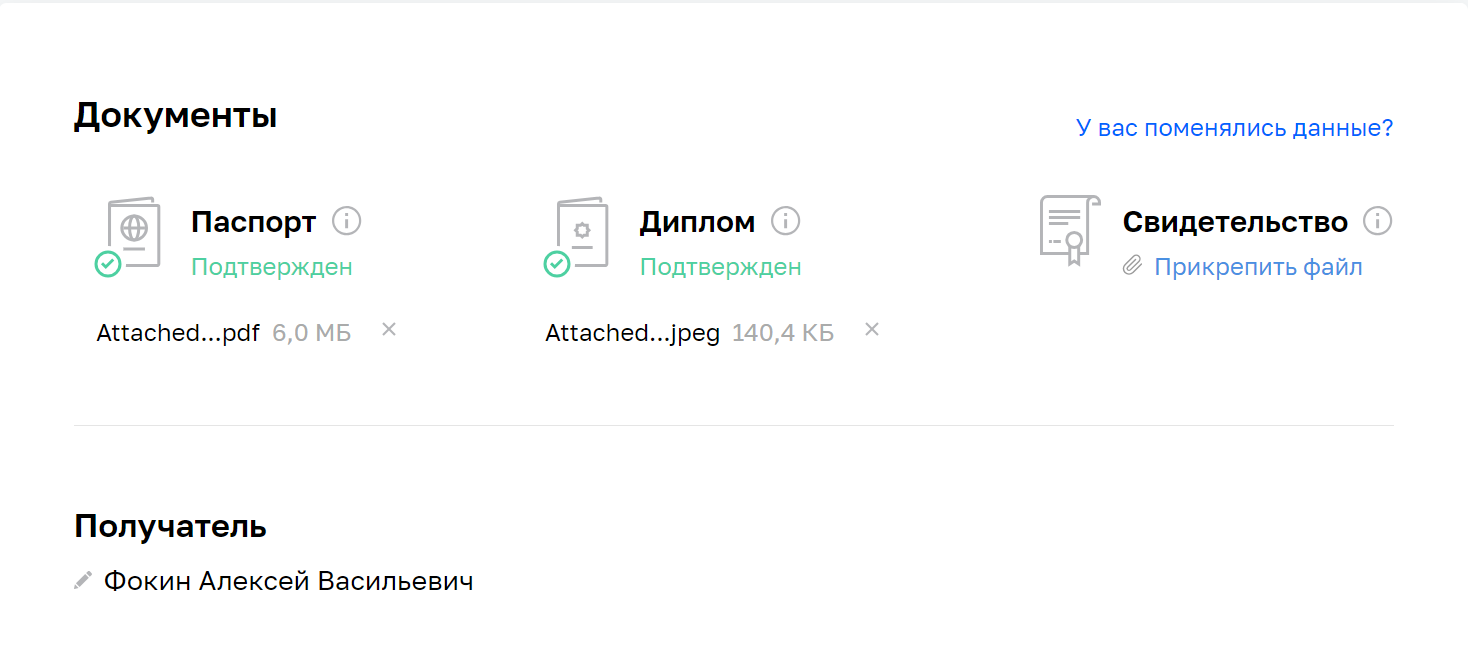 Документы
У вас поменялись данные?
Паспорт
Подтвержден
Attached...pdf 6,0 МБ
Диплом
Подтвержден
Attached...jpeg 140,4 КБ
Свидетельство
Прикрепить файл
Получатель
Фокин Алексей Васильевич